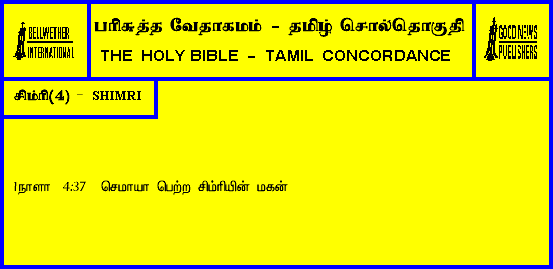 BELLWETHER
INTERNATIONAL
பரிசுத்த வேதாகமம் - தமிழ் சொல்தொகுதி
THE HOLY BIBLE - TAMIL CONCORDANCE
GOOD NEWS
PUBLISHERS
சிம்ரி(4) - SHIMRI
1நாளா 4:37 செமாயா பெற்ற சிம்ரியின் மகன்